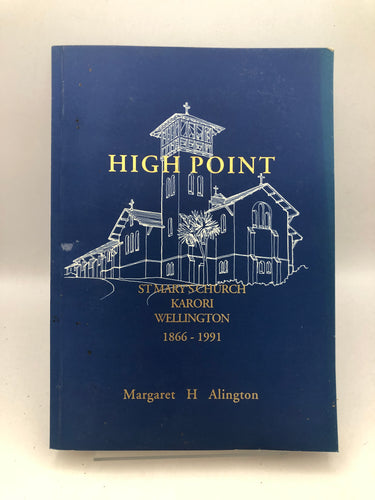 HIGH POINT
ST MARY'S CHURCH
KARORI
WELLINGTON
1866 - 1991
Margaret H Alington